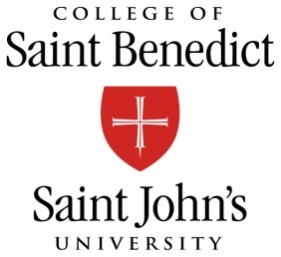 COLLEGE OF
Saint Benedict
Saint John's
UNIVERSITY